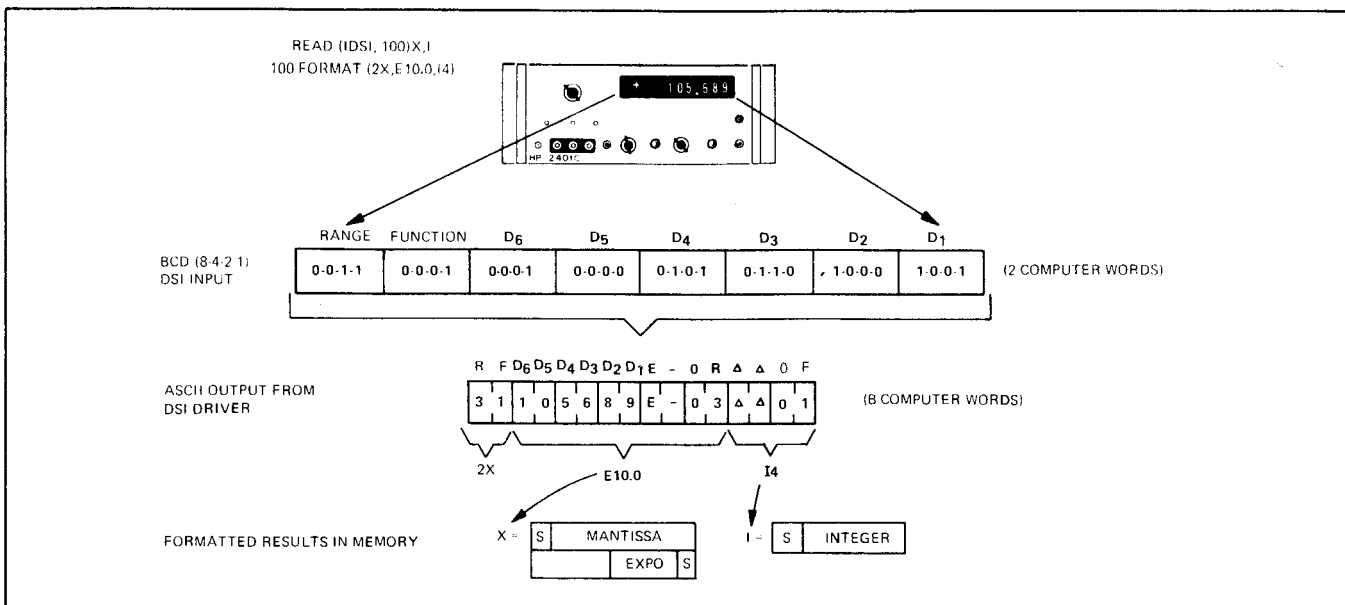 READ (IDSI, 100)X,I
100 FORMAT (2X,E10.0,I4)
+ 105.689
HP 2401C
RANGE FUNCTION D6 D5 D4 D3 D2 D1
BCD (8-4-2 1)
DSI INPUT
0-0-1-1 0-0-0-1 0-0-0-1 0-0-0-0 0-1-0-1 0-1-1-0 1-0-0-0 1-0-0-1
(2 COMPUTER WORDS)
R F D6 D5 D4 D3 D2 D1 E - 0 R Δ Δ 0 F
ASCII OUTPUT FROM
DSI DRIVER
3 1 1 0 5 6 8 9 E - 0 3 Δ Δ 0 1
(8 COMPUTER WORDS)
2X E10.0 I4
FORMATTED RESULTS IN MEMORY
X = S MANTISSA
EXPO S
I = S INTEGER